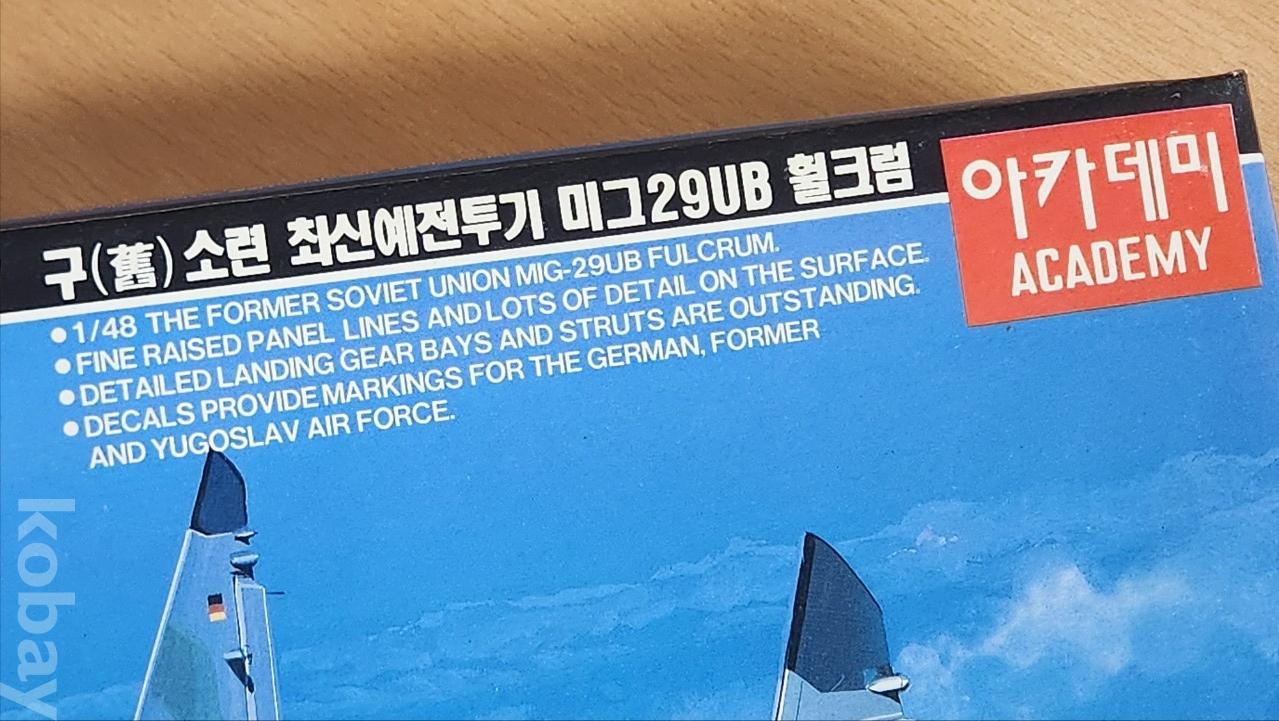 구(舊) 소련 최신예전투기 미그29UB 훨크럼
아카데미
ACADEMY
●1/48 THE FORMER SOVIET UNION MIG-29UB FULCRUM.
●FINE RAISED PANEL LINES AND LOTS OF DETAIL ON THE SURFACE.
●DETAILED LANDING GEAR BAYS AND STRUTS ARE OUTSTANDING.
●DECALS PROVIDE MARKINGS FOR THE GERMAN, FORMER
AND YUGOSLAV AIR FORCE.
kobay